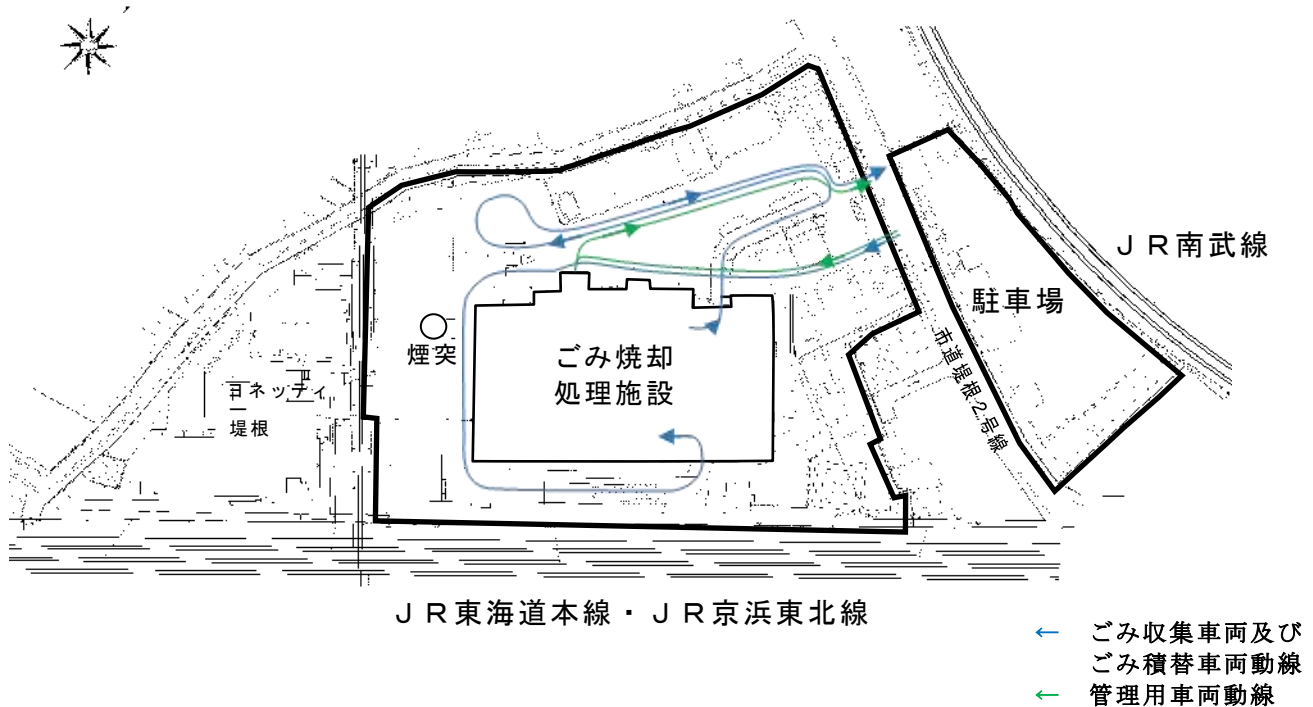 ＪＲ南武線
駐車場
市道堤根２号線
煙突
ごみ焼却
処理施設
ヨネッティ
ー
堤根
ＪＲ東海道本線・ＪＲ京浜東北線
← ごみ収集車両及び
ごみ積替車両動線
← 管理用車両動線